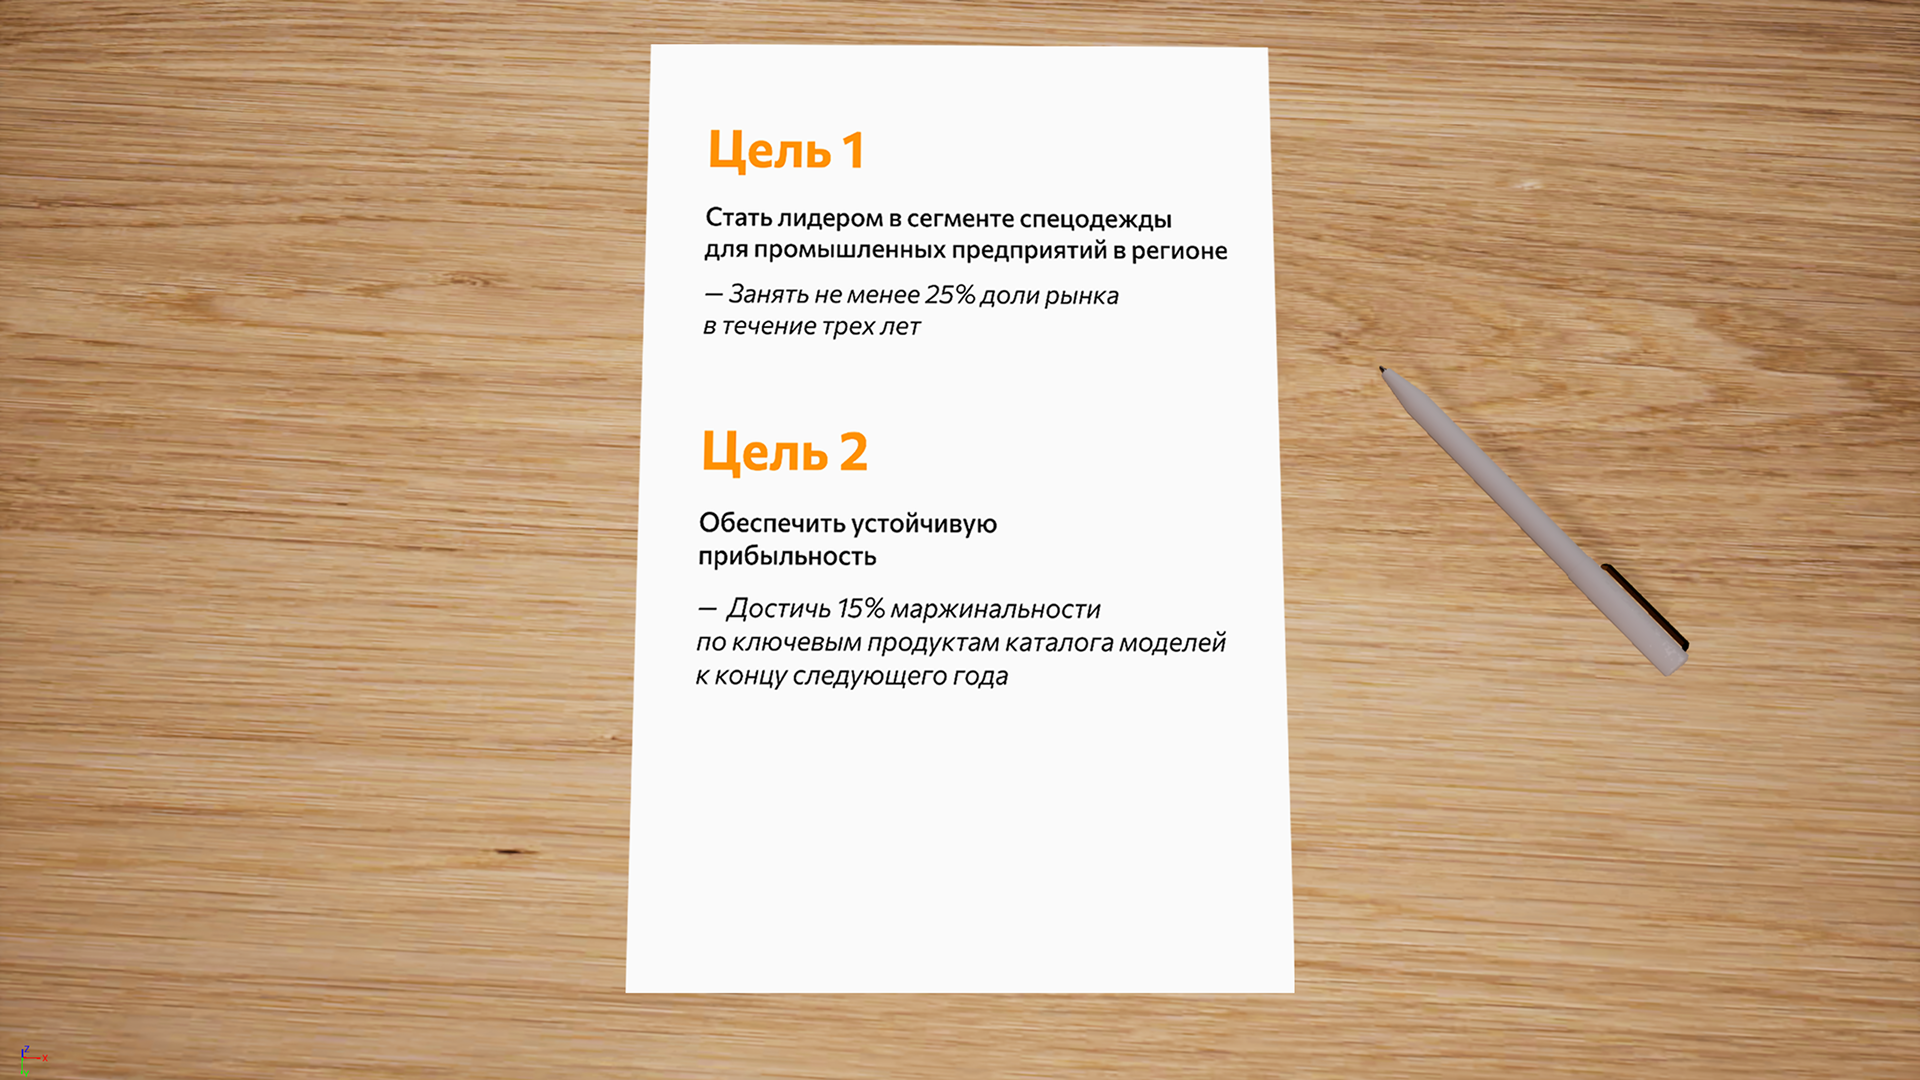 Цель 1
Стать лидером в сегменте спецодежды
для промышленных предприятий в регионе
— Занять не менее 25% доли рынка
в течение трех лет
Цель 2
Обеспечить устойчивую
прибыльность
— Достичь 15% маржинальности
по ключевым продуктам каталога моделей
к концу следующего года
z
x
y